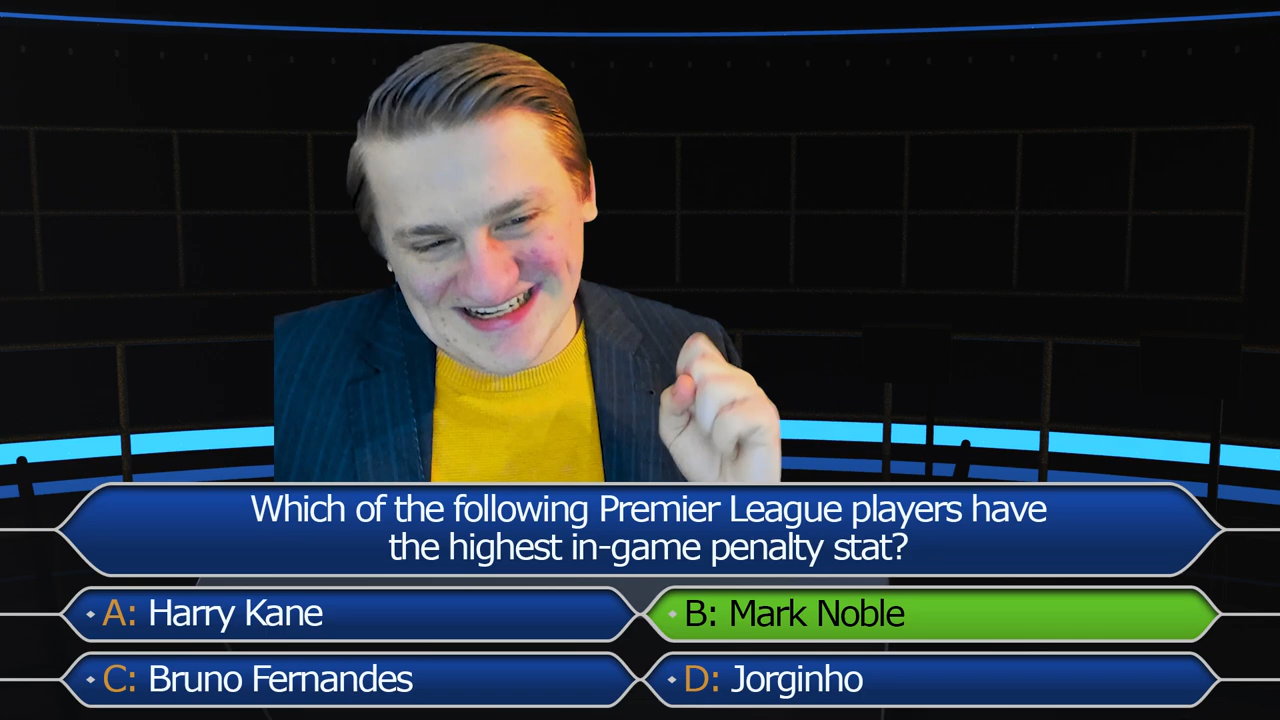 Which of the following Premier League players have
the highest in-game penalty stat?
A: Harry Kane
B: Mark Noble
C: Bruno Fernandes
D: Jorginho